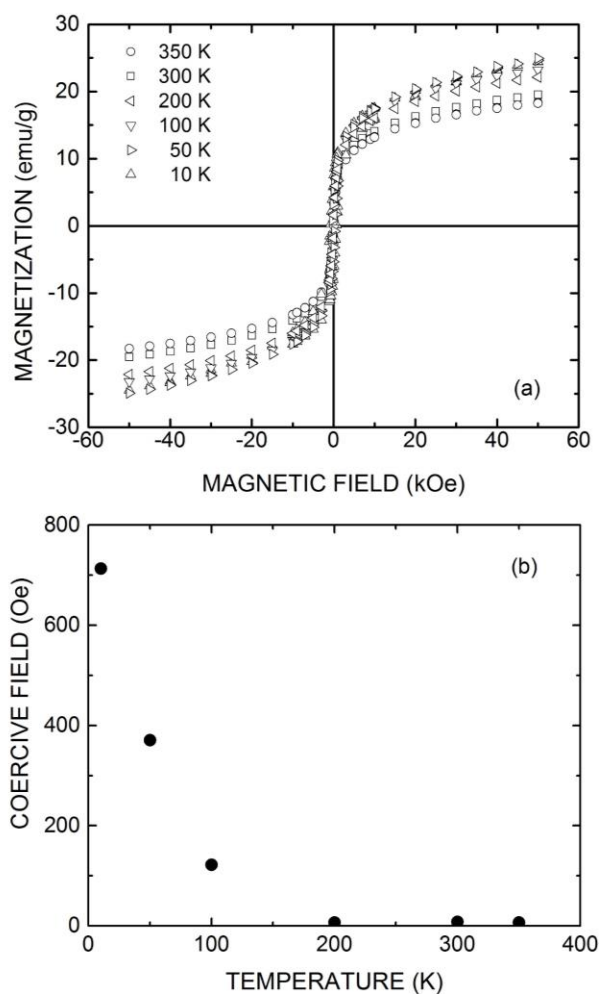 30
20
10
0
-10
-20
-30
350 K
300 K
200 K
100 K
50 K
10 K
(a)
-60 -40 -20 0 20 40 60
MAGNETIZATION (emu/g)
MAGNETIC FIELD (kOe)
800
600
400
200
0
(b)
0 100 200 300 400
COERCIVE FIELD (Oe)
TEMPERATURE (K)